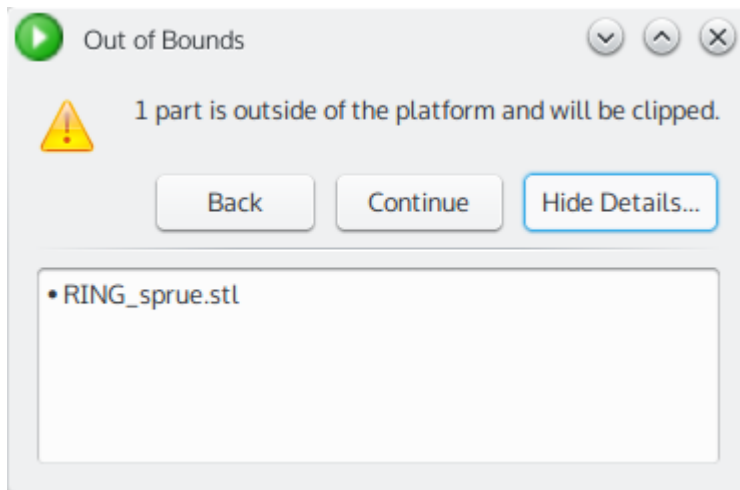 Out of Bounds
1 part is outside of the platform and will be clipped.
Back
Continue
Hide Details...
• RING_sprue.stl